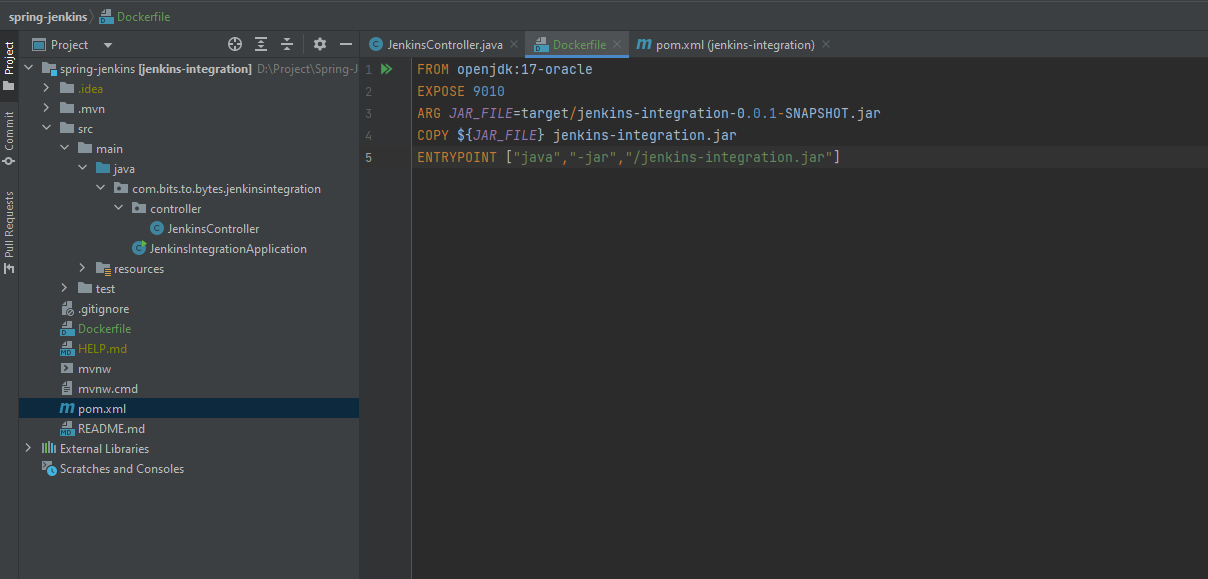 spring-jenkins Dockerfile
Project
Commit
Pull Requests
Project
spring-jenkins [jenkins-integration] D:\Project\Spring-J
.idea
.mvn
src
main
java
com.bits.to.bytes.jenkinsintegration
controller
JenkinsController
JenkinsIntegrationApplication
resources
test
.gitignore
Dockerfile
HELP.md
mvnw
mvnw.cmd
pom.xml
README.md
External Libraries
Scratches and Consoles
JenkinsController.java Dockerfile pom.xml (jenkins-integration)
1 FROM openjdk:17-oracle
2 EXPOSE 9010
3 ARG JAR_FILE=target/jenkins-integration-0.0.1-SNAPSHOT.jar
4 COPY ${JAR_FILE} jenkins-integration.jar
5 ENTRYPOINT ["java","-jar","/jenkins-integration.jar"]